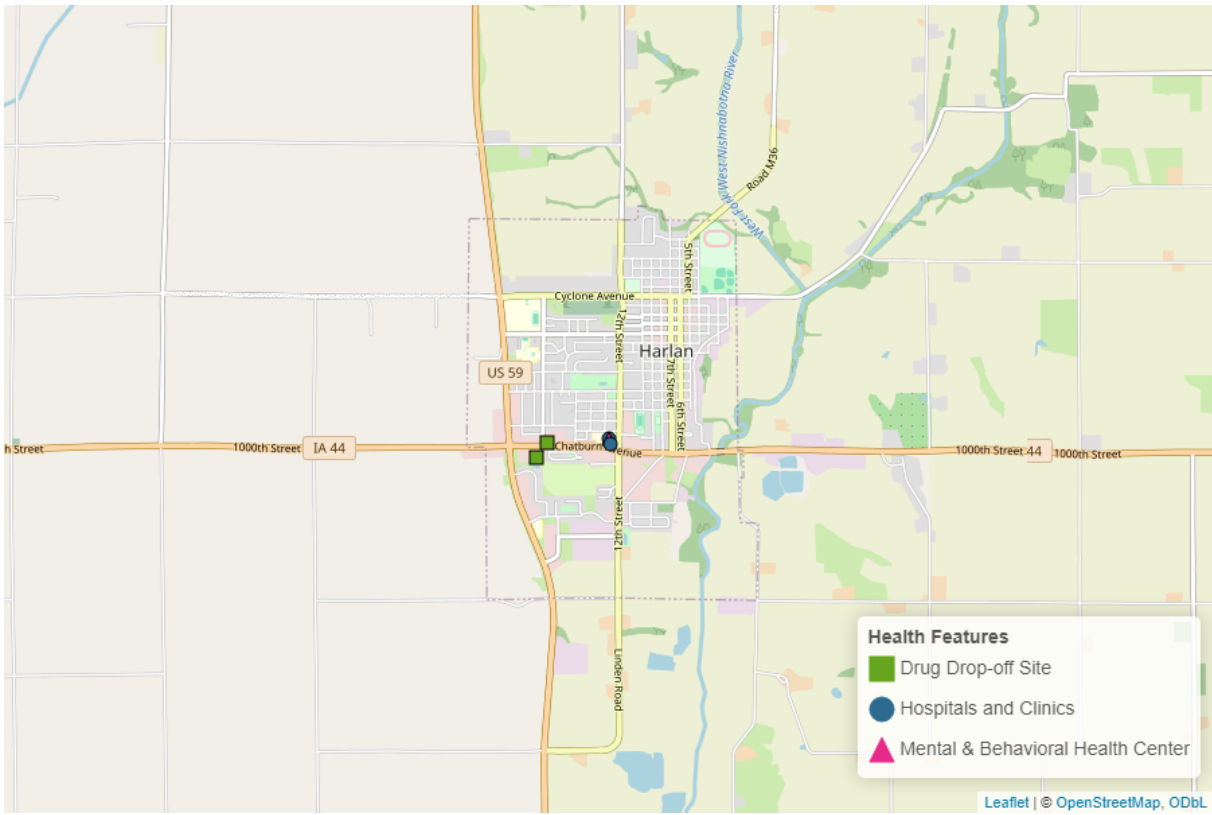 West Fork West Nishnabotna River
Road M36
5th Street
Cyclone Avenue
12th Street
Harlan
US 59
7th Street
6th Street
h Street
1000th Street
IA 44
Chatburn Avenue
1000th Street
44
1000th Street
12th Street
Linden Road
Health Features
Drug Drop-off Site
Hospitals and Clinics
Mental & Behavioral Health Center
Leaflet | © OpenStreetMap, ODbL